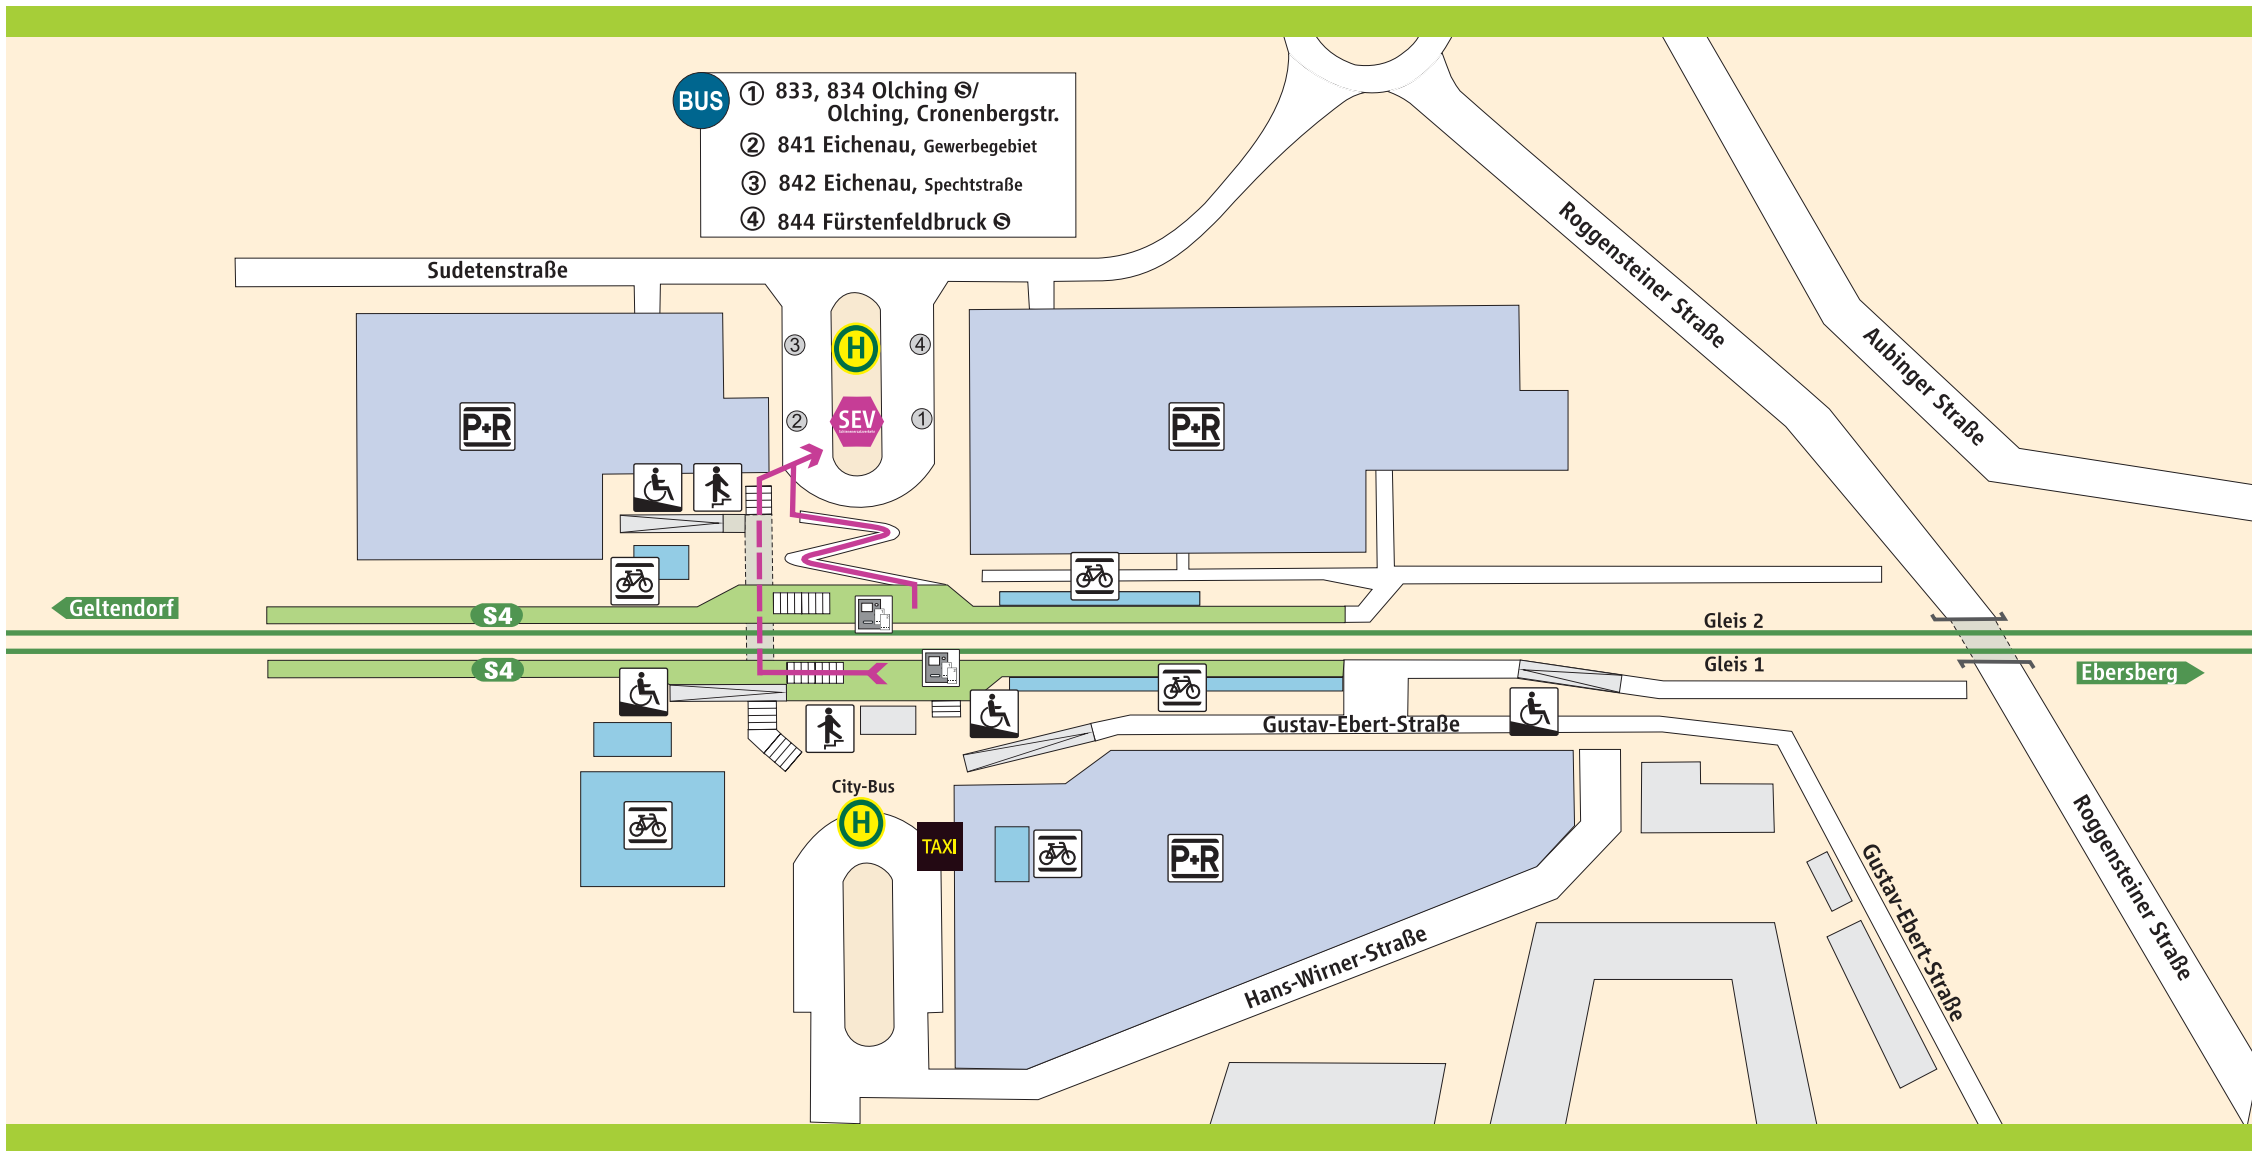 BUS
① 833, 834 Olching Ⓢ/
Olching, Cronenbergstr.
② 841 Eichenau, Gewerbegebiet
③ 842 Eichenau, Spechtstraße
④ 844 Fürstenfeldbruck Ⓢ
Sudetenstraße
Roggensteiner Straße
Aubinger Straße
3
H
4
2
SEV
1
P+R
P+R
Geltendorf
S4
Gleis 2
S4
Gleis 1
Ebersberg
Gustav-Ebert-Straße
City-Bus
H
TAXI
P+R
Hans-Wirner-Straße
Gustav-Ebert-Straße
Roggensteiner Straße